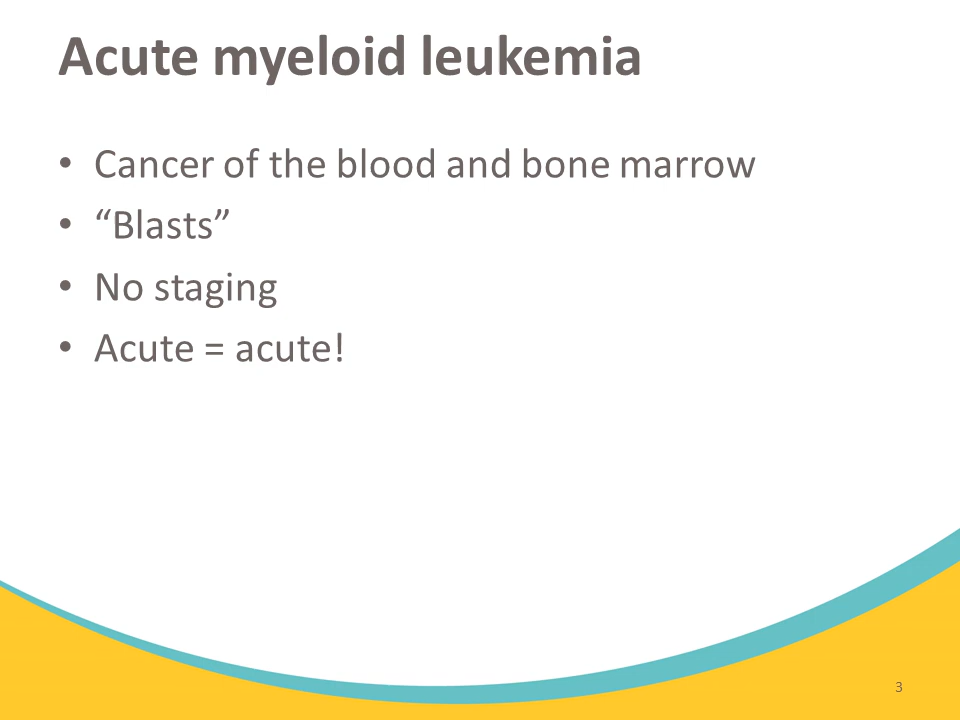 Acute myeloid leukemia
• Cancer of the blood and bone marrow
• “Blasts”
• No staging
• Acute = acute!
3